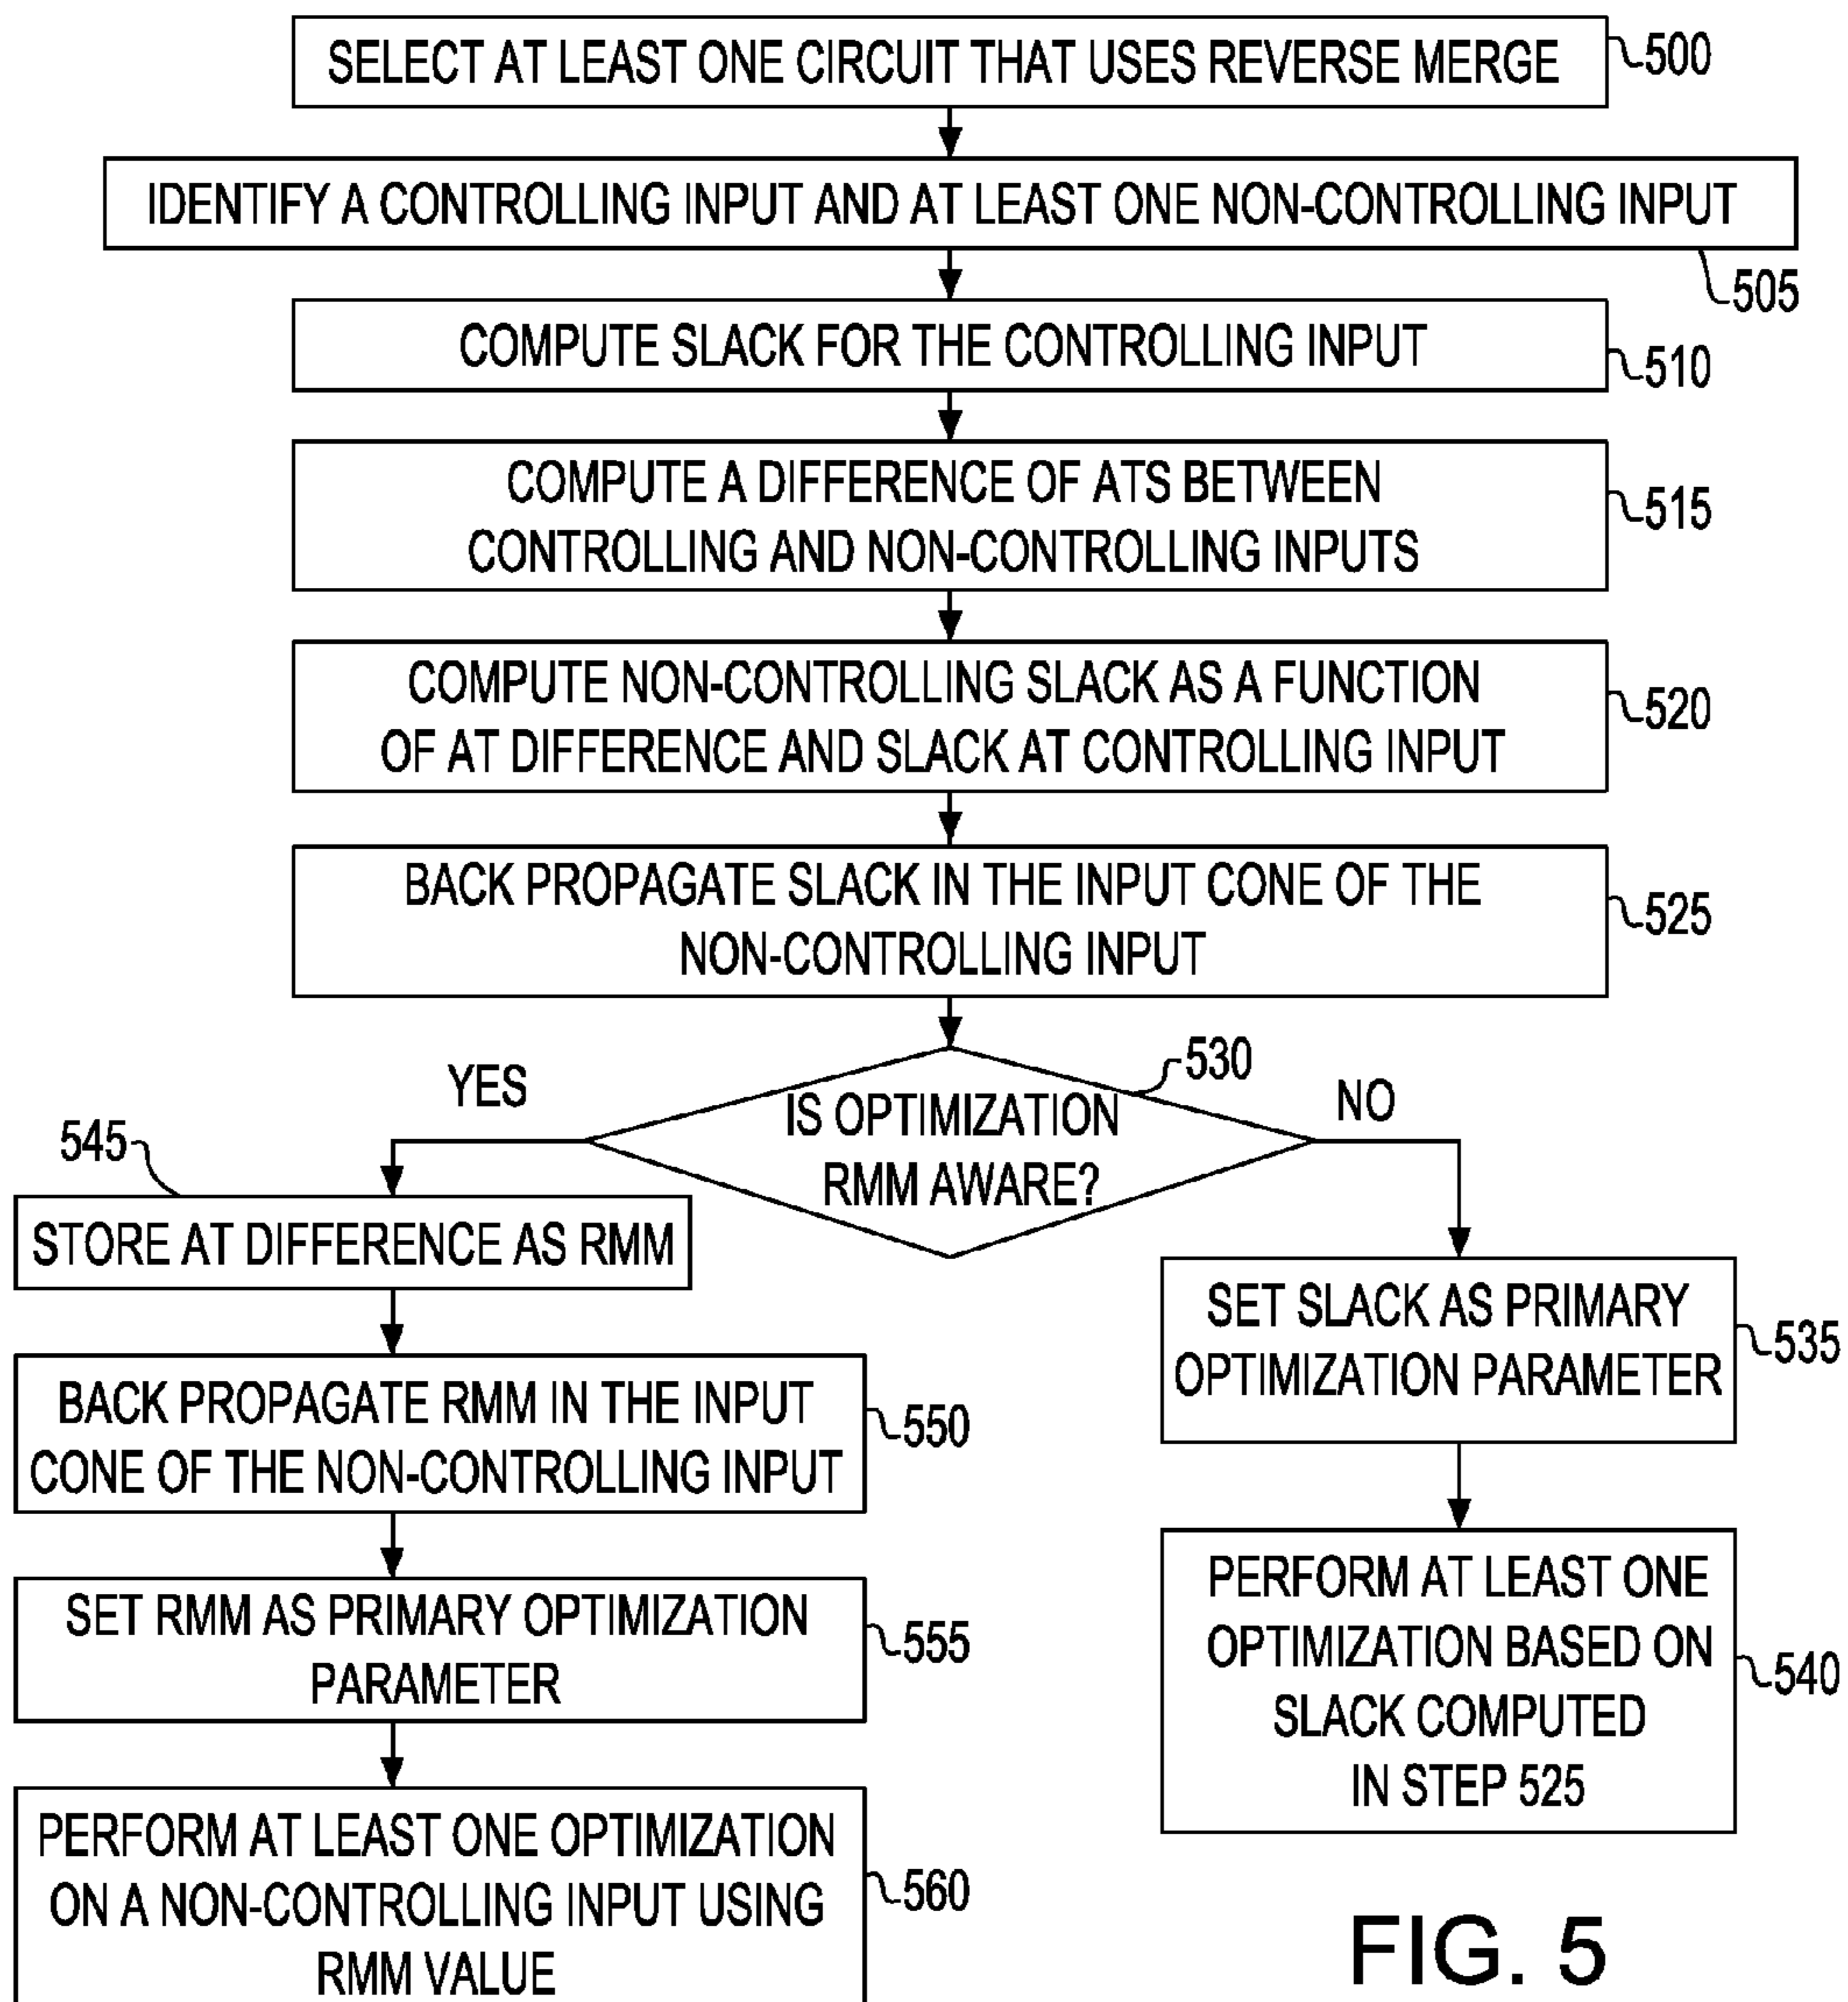 SELECT AT LEAST ONE CIRCUIT THAT USES REVERSE MERGE
500
IDENTIFY A CONTROLLING INPUT AND AT LEAST ONE NON-CONTROLLING INPUT
505
COMPUTE SLACK FOR THE CONTROLLING INPUT
510
COMPUTE A DIFFERENCE OF ATS BETWEEN
CONTROLLING AND NON-CONTROLLING INPUTS
515
COMPUTE NON-CONTROLLING SLACK AS A FUNCTION
OF AT DIFFERENCE AND SLACK AT CONTROLLING INPUT
520
BACK PROPAGATE SLACK IN THE INPUT CONE OF THE
NON-CONTROLLING INPUT
525
IS OPTIMIZATION
RMM AWARE?
530
YES
NO
545
STORE AT DIFFERENCE AS RMM
BACK PROPAGATE RMM IN THE INPUT
CONE OF THE NON-CONTROLLING INPUT
550
SET RMM AS PRIMARY OPTIMIZATION
PARAMETER
555
PERFORM AT LEAST ONE OPTIMIZATION
ON A NON-CONTROLLING INPUT USING
RMM VALUE
560
SET SLACK AS PRIMARY
OPTIMIZATION PARAMETER
535
PERFORM AT LEAST ONE
OPTIMIZATION BASED ON
SLACK COMPUTED
IN STEP 525
540
FIG. 5